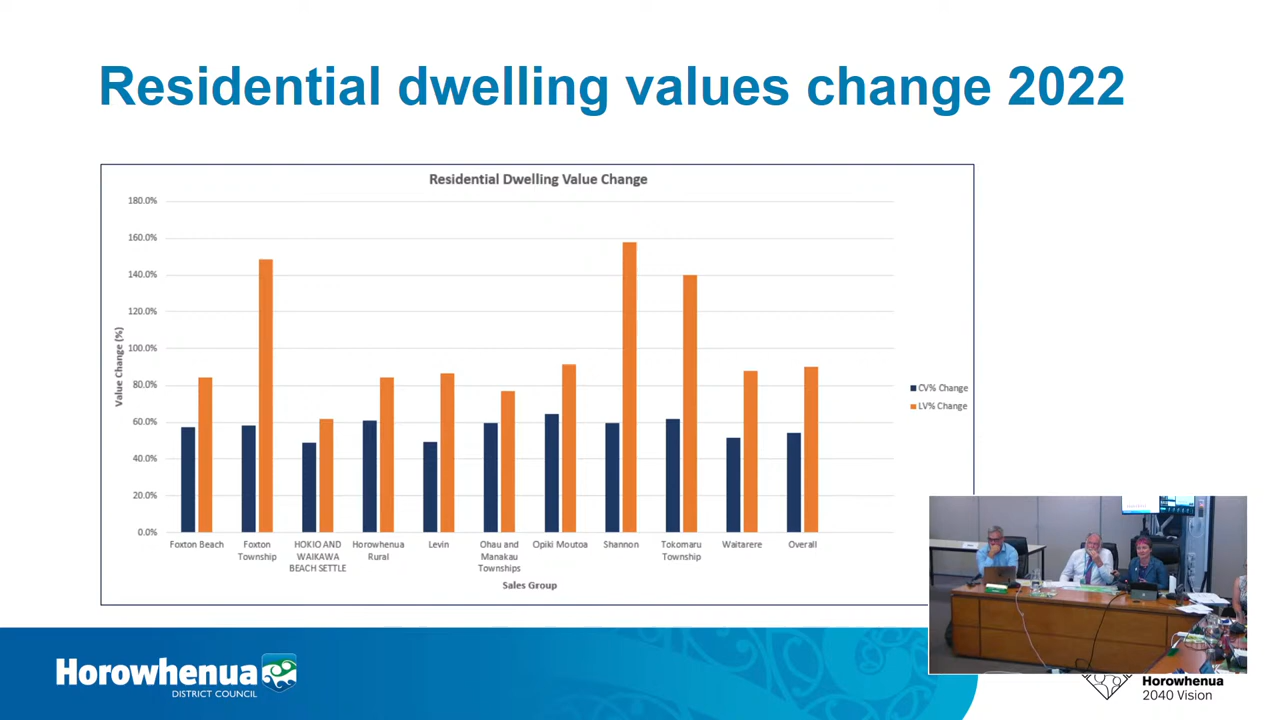 Residential dwelling values change 2022
Residential Dwelling Value Change
180.0%
160.0%
140.0%
120.0%
100.0%
80.0%
60.0%
40.0%
20.0%
0.0%
Value Change (%)
Foxton Beach
Foxton
Township
HOKIO AND
WAIKAWA
BEACH SETTLE
Horowhenua
Rural
Levin
Ohau and
Manakau
Townships
Opiki Moutoa
Shannon
Tokomaru
Township
Waitarere
Overall
Sales Group
CV% Change
LV% Change
Horowhenua
DISTRICT COUNCIL
Horowhenua
2040 Vision